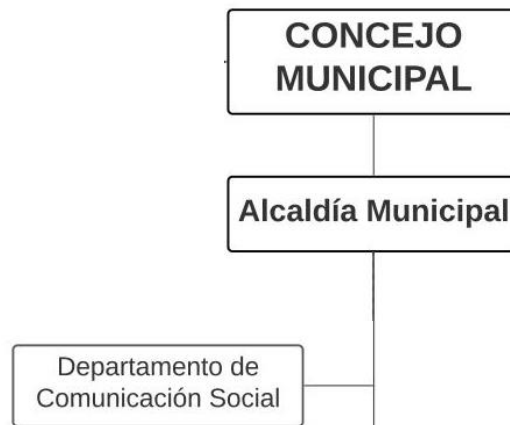 CONCEJO
MUNICIPAL
Alcaldía Municipal
Departamento de
Comunicación Social